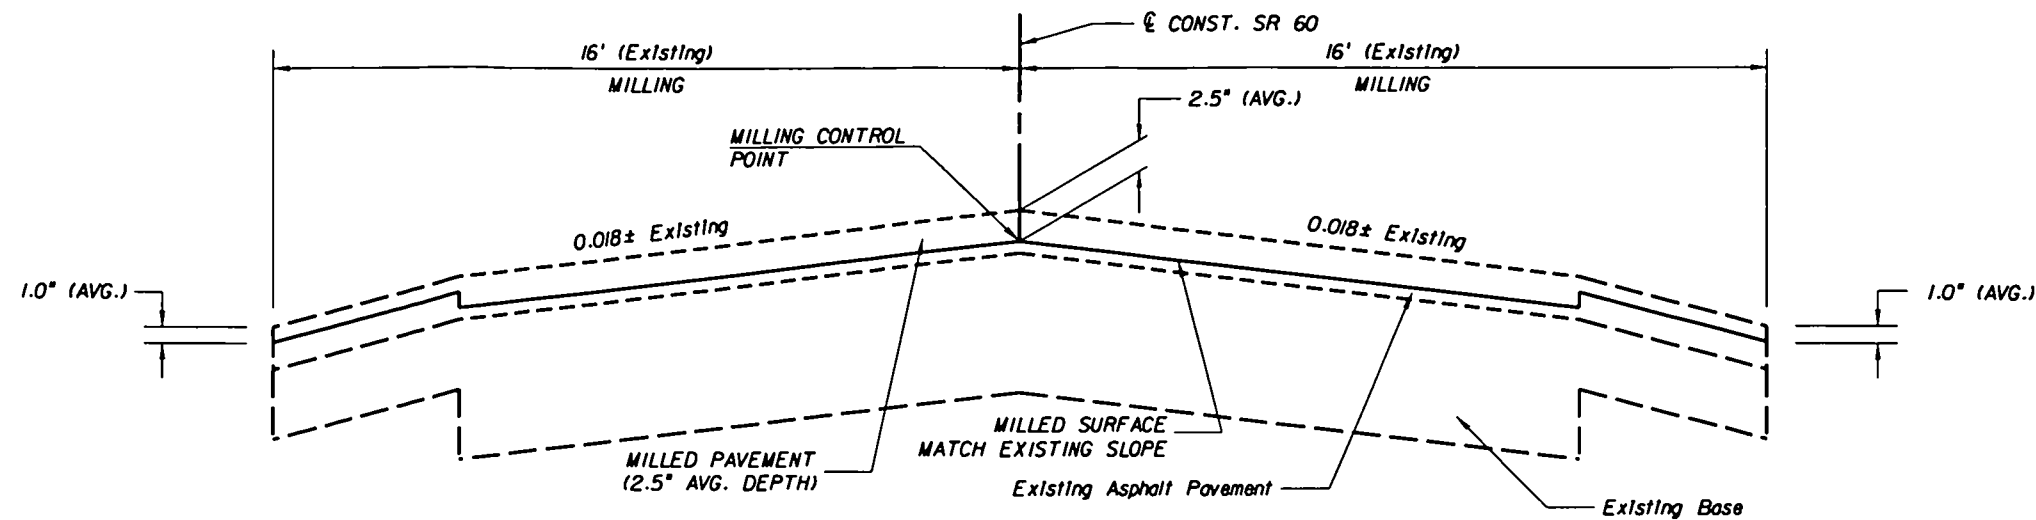 ℄ CONST. SR 60
16' (Existing)
MILLING
16' (Existing)
MILLING
2.5" (AVG.)
MILLING CONTROL
POINT
0.018± Existing
0.018± Existing
1.0" (AVG.)
1.0" (AVG.)
MILLED SURFACE
MATCH EXISTING SLOPE
MILLED PAVEMENT
(2.5" AVG. DEPTH)
Existing Asphalt Pavement
Existing Base